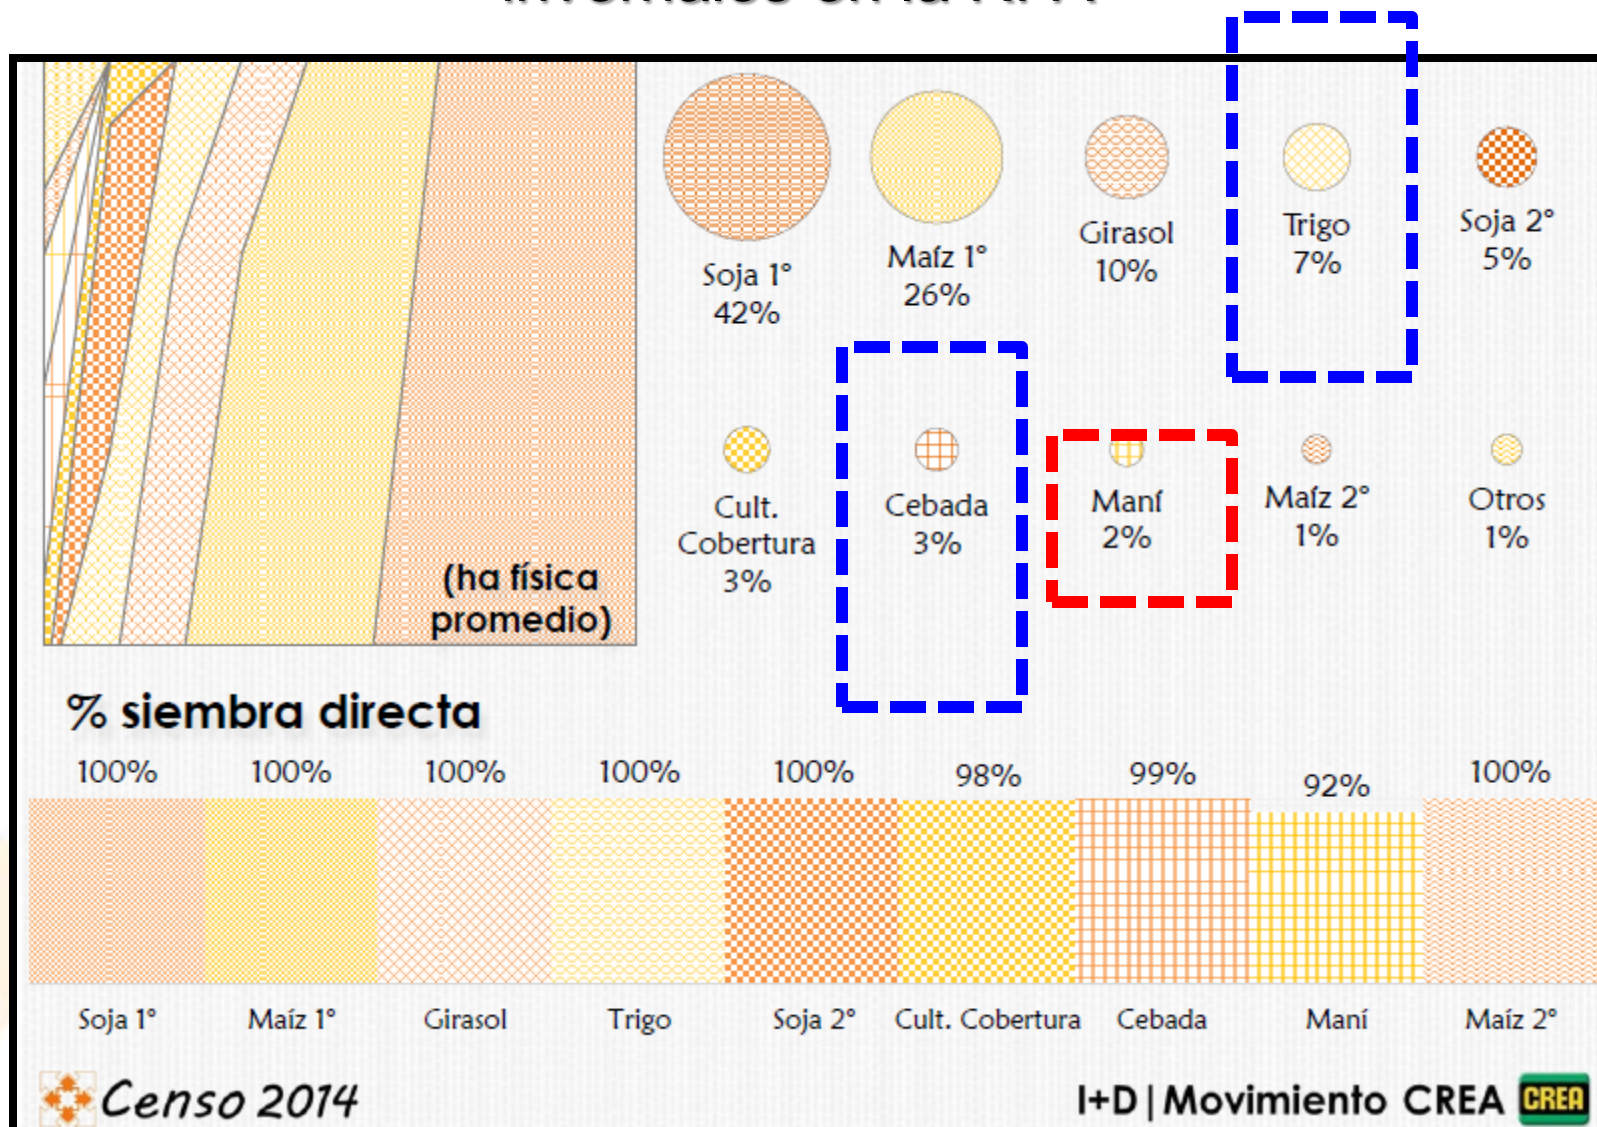 Soja 1°
42%
Maíz 1°
26%
Girasol
10%
Trigo
7%
Soja 2°
5%
Cult.
Cobertura
3%
Cebada
3%
Maní
2%
Maíz 2°
1%
Otros
1%
(ha física
promedio)
% siembra directa
100% 100% 100% 100% 100% 98% 99% 92% 100%
Soja 1° Maíz 1° Girasol Trigo Soja 2° Cult. Cobertura Cebada Maní Maíz 2°
Censo 2014
I+D | Movimiento CREA CREA